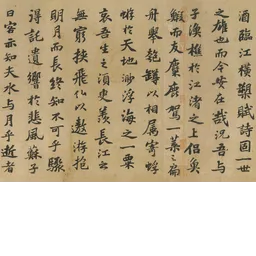 酒臨江橫槊賦詩固一世
之雄也而今安在哉況吾與
子漁樵於江渚之上侶魚
鰕而友麋鹿駕一葉之扁
舟舉匏罇以相屬寄蜉
蝣於天地渺浮海之一粟
哀吾生之須臾羨長江之
無窮挾飛仙以遨遊抱
明月而長終知不可乎驟
得託遺響於悲風蘇子
曰客亦知夫水與月乎逝者